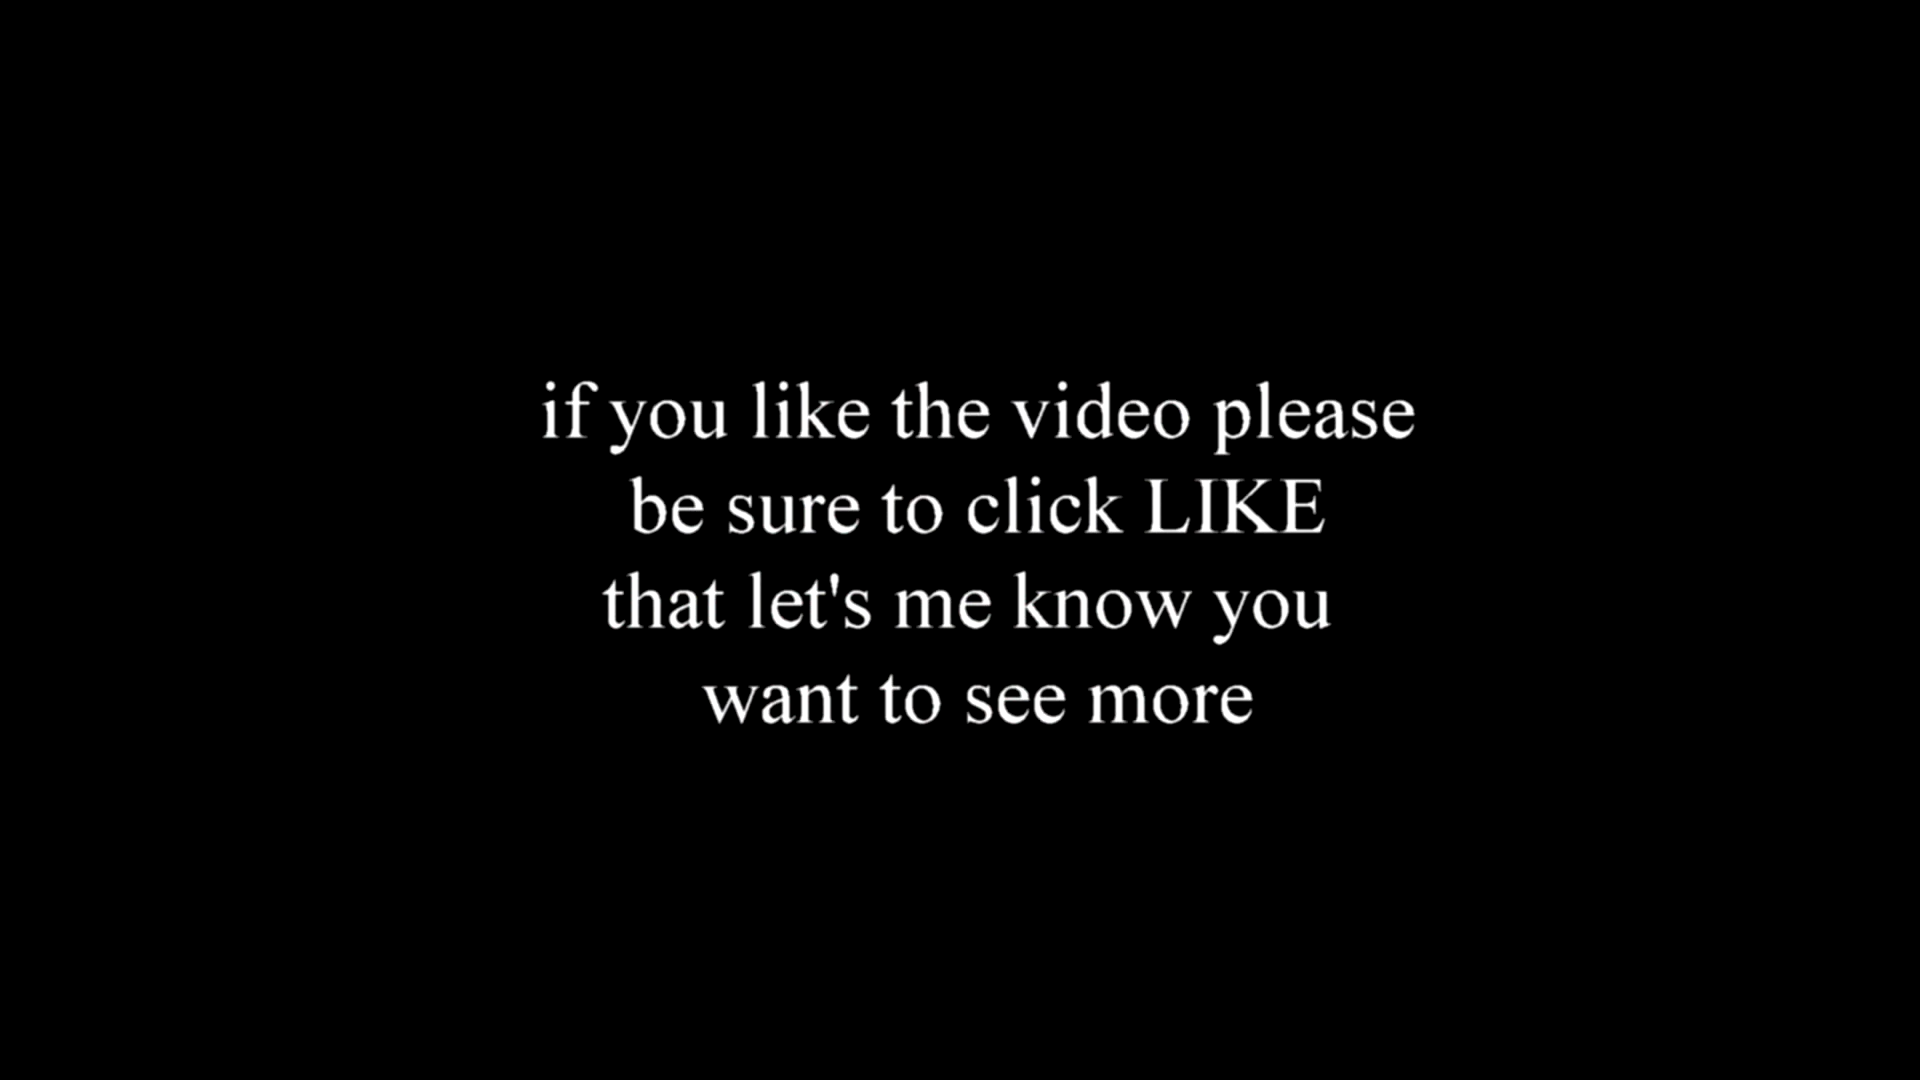 if you like the video please
be sure to click LIKE
that let's me know you
want to see more